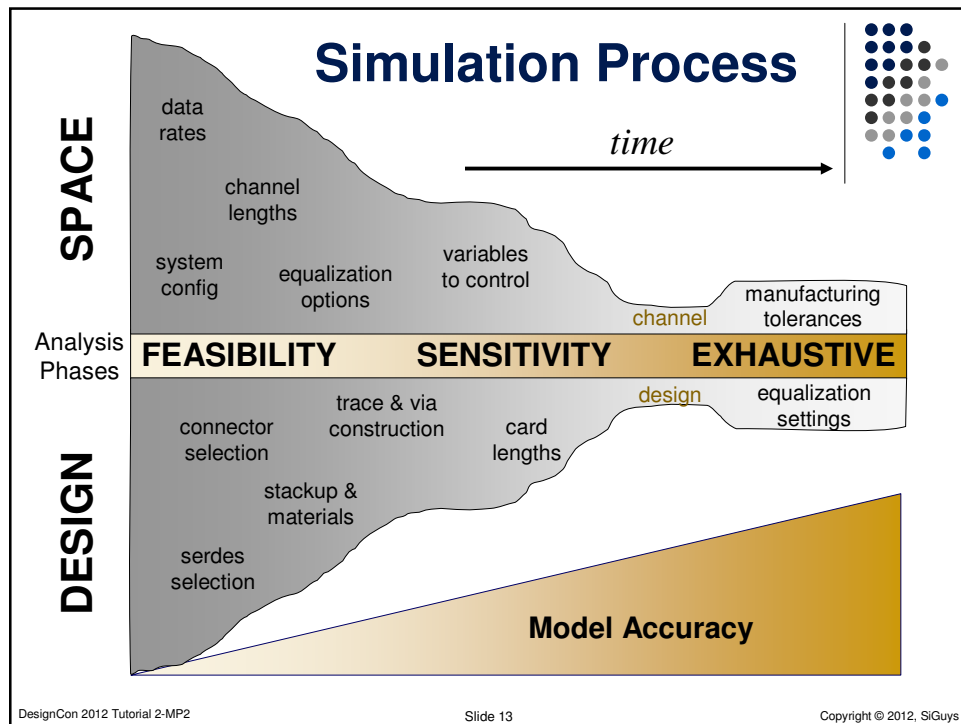 Simulation Process
time
SPACE
data
rates
channel
lengths
system
config
equalization
options
variables
to control
channel
manufacturing
tolerances
Analysis
Phases
FEASIBILITY
SENSITIVITY
EXHAUSTIVE
DESIGN
connector
selection
trace & via
construction
card
lengths
design
equalization
settings
stackup &
materials
serdes
selection
Model Accuracy
DesignCon 2012 Tutorial 2-MP2
Slide 13
Copyright © 2012, SiGuys